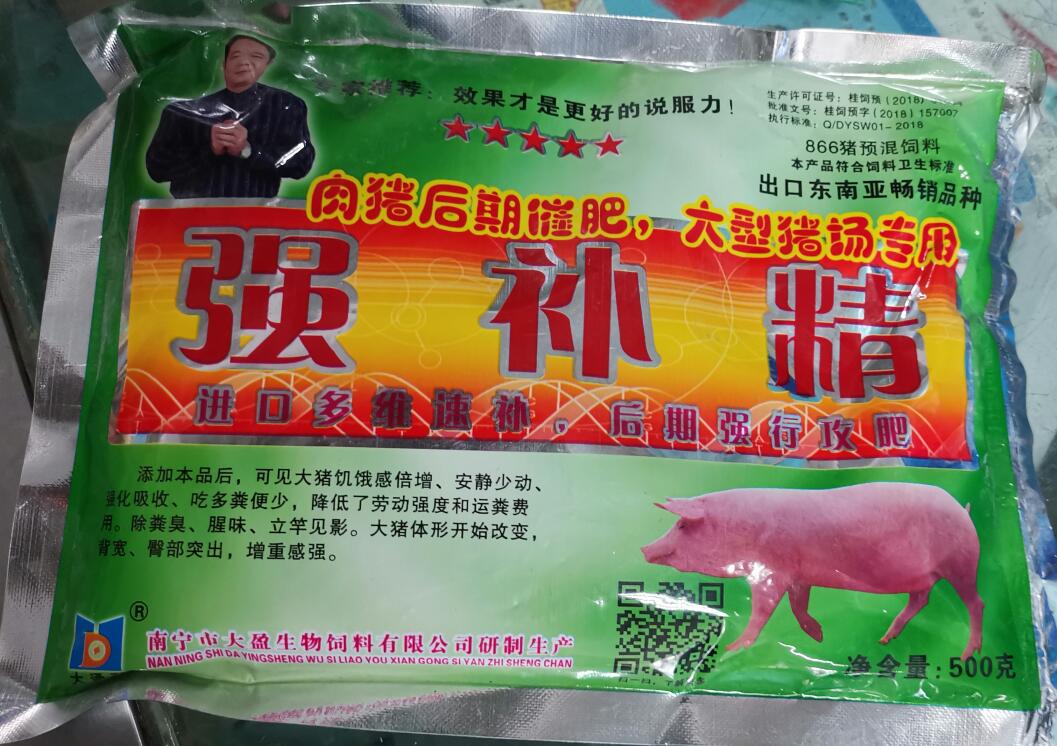 家推荐：效果才是更好的说服力！
生产许可证号：桂饲预（2018）
批准文号：桂饲预字（2018）157007
执行标准：Q/DYSW01-2018
866猪预混饲料
本产品符合饲料卫生标准
出口东南亚畅销品种
肉猪后期催肥，大型猪场专用
强补精
进口多维速补。后期强行攻肥
添加本品后，可见大猪饥饿感倍增、安静少动、
强化吸收、吃多粪便少，降低了劳动强度和运粪费
用。除粪臭、腥味、立竿见影。大猪体形开始改变，
背宽、臀部突出，增重感强。
®
南宁市大盈生物饲料有限公司研制生产
NAN NING SHI DA YINGSHENG WU SI LIAO YOU XIAN GONG SI YAN ZHI SHENG CHAN
净含量：500克